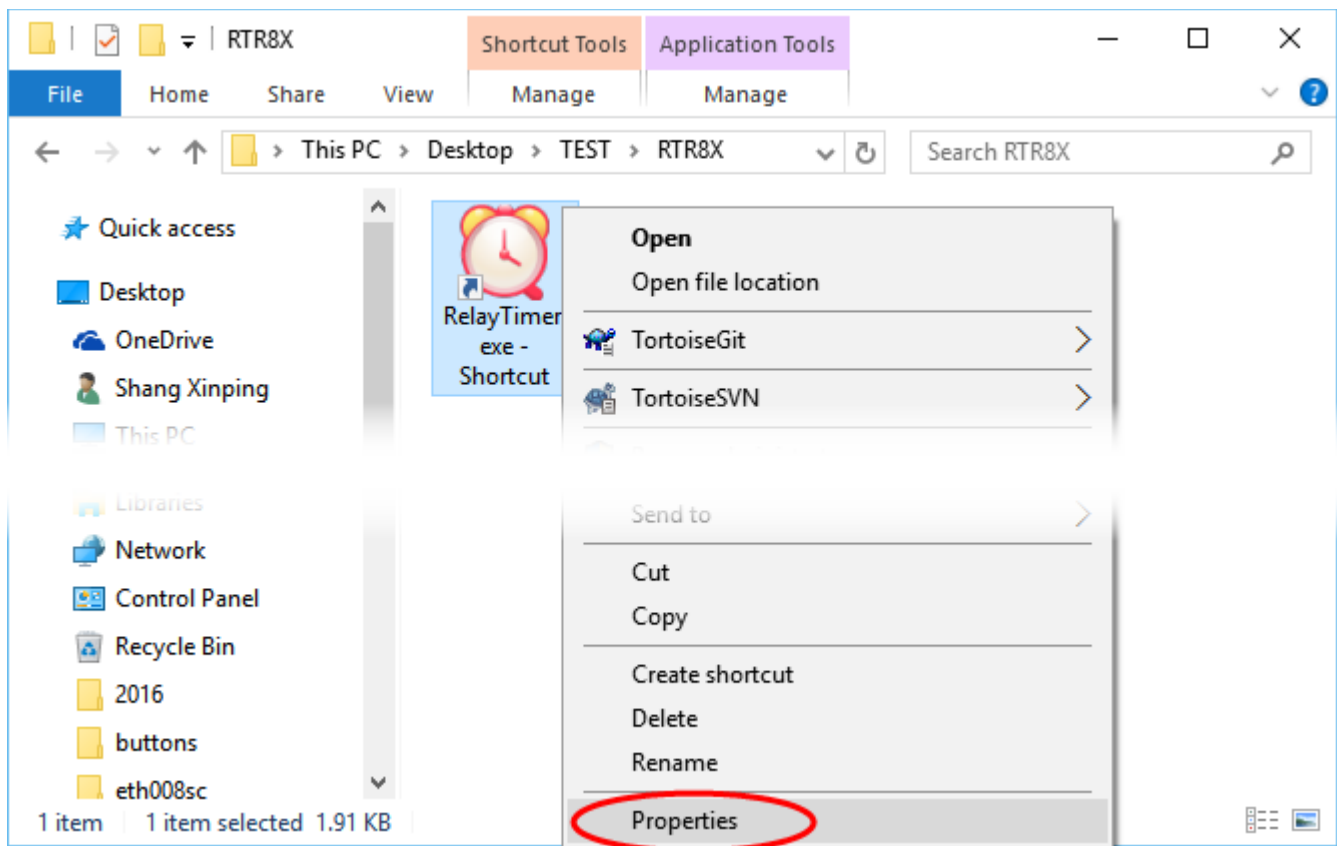 RTR8X
Shortcut Tools
Application Tools
File
Home
Share
View
Manage
Manage
?
This PC > Desktop > TEST > RTR8X
Search RTR8X
Quick access
Desktop
OneDrive
Shang Xinping
This PC
Libraries
Network
Control Panel
Recycle Bin
2016
buttons
eth008sc
RelayTimer
exe -
Shortcut
Open
Open file location
TortoiseGit
TortoiseSVN
Send to
Cut
Copy
Create shortcut
Delete
Rename
Properties
1 item
1 item selected 1.91 KB